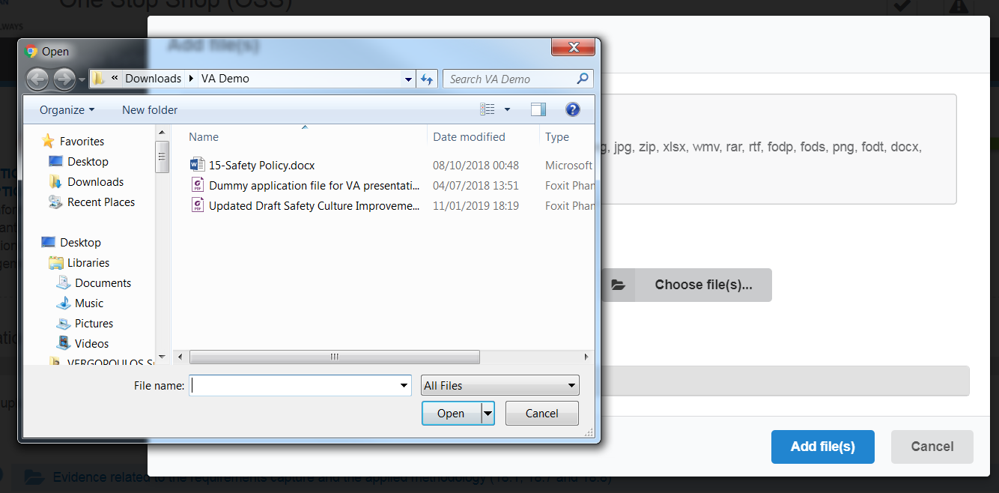 One Stop Shop (OSS)
LWAYS
Add file(s)
Open
« Downloads VA Demo
Search VA Demo
Organize
New folder
Name
Date modified
Type
Favorites
Desktop
Downloads
Recent Places
Desktop
Libraries
Documents
Music
Pictures
Videos
VERGOPOULOS S
15-Safety Policy.docx 08/10/2018 00:48 Microsoft
Dummy application file for VA presentati... 04/07/2018 13:51 Foxit Phan
Updated Draft Safety Culture Improveme... 11/01/2019 18:19 Foxit Phan
File name:
All Files
Open
Cancel
g, jpg, zip, xlsx, wmv, rar, rtf, fodp, fods, png, fodt, docx,
Choose file(s)...
Add file(s)
Cancel
Evidence related to the requirements capture and the applied methodology (18.1, 18.7 and 18.8)